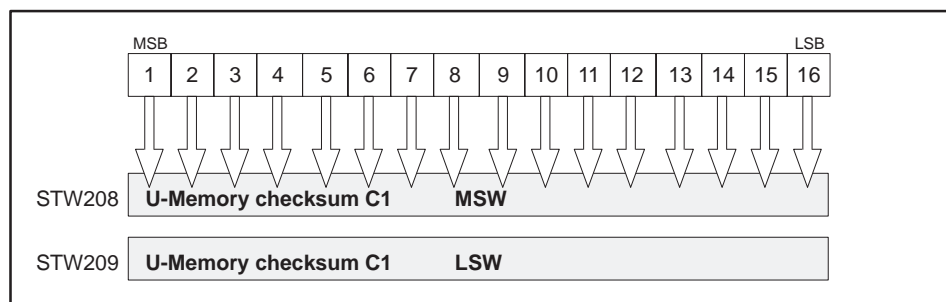 MSB LSB
1 2 3 4 5 6 7 8 9 10 11 12 13 14 15 16
STW208 U-Memory checksum C1 MSW
STW209 U-Memory checksum C1 LSW